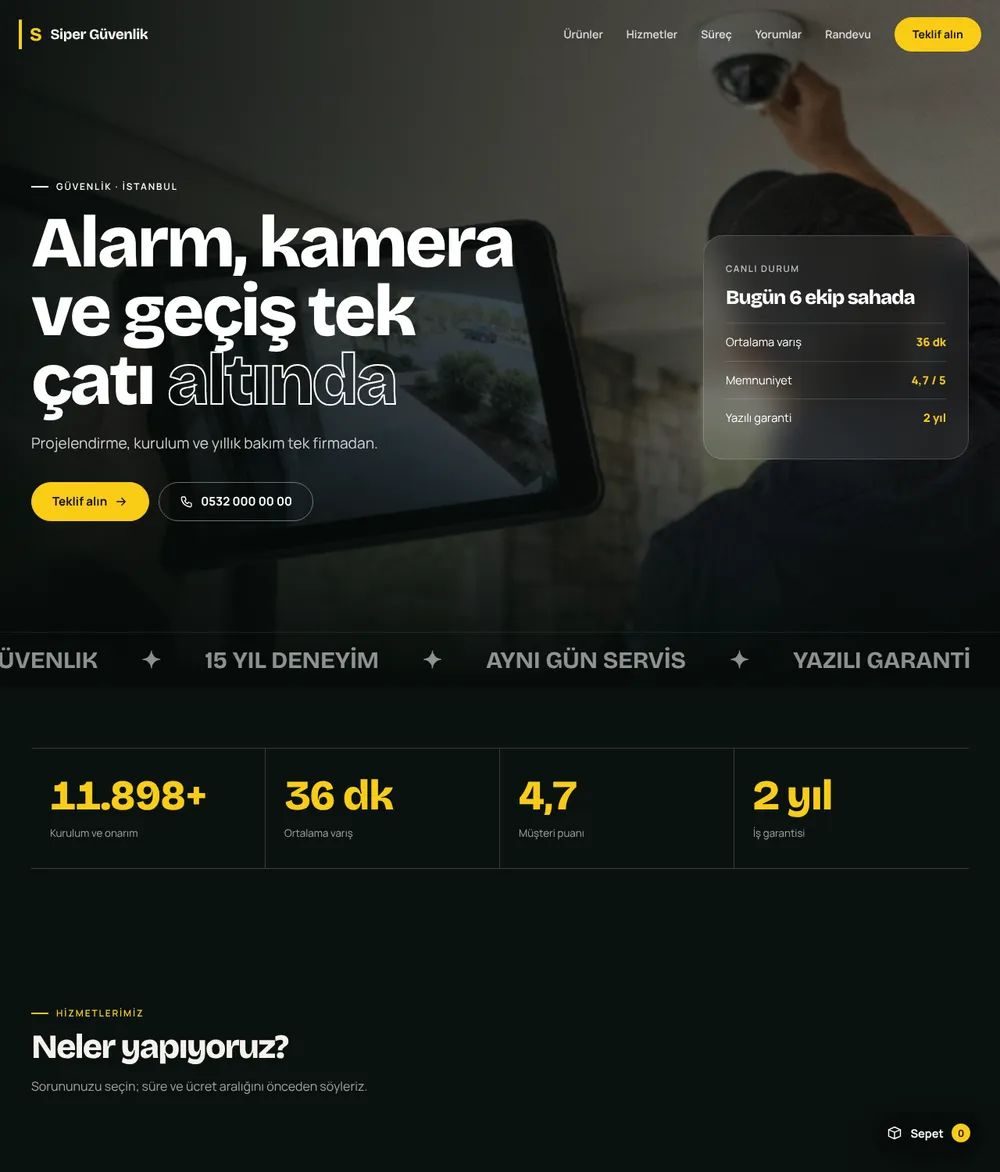 S Siper Güvenlik
Ürünler Hizmetler Süreç Yorumlar Randevu Teklif alın
GÜVENLİK · İSTANBUL
Alarm, kamera
ve geçiş tek
çatı altında
Projelendirme, kurulum ve yıllık bakım tek firmadan.
Teklif alın → 0532 000 00 00
CANLI DURUM
Bugün 6 ekip sahada
Ortalama varış 36 dk
Memnuniyet 4,7 / 5
Yazılı garanti 2 yıl
ÜVENLIK ✦ 15 YIL DENEYİM ✦ AYNI GÜN SERVİS ✦ YAZILI GARANTİ
11.898+
Kurulum ve onarım
36 dk
Ortalama varış
4,7
Müşteri puanı
2 yıl
İş garantisi
HİZMETLERİMİZ
Neler yapıyoruz?
Sorununuzu seçin; süre ve ücret aralığını önceden söyleriz.
Sepet 0